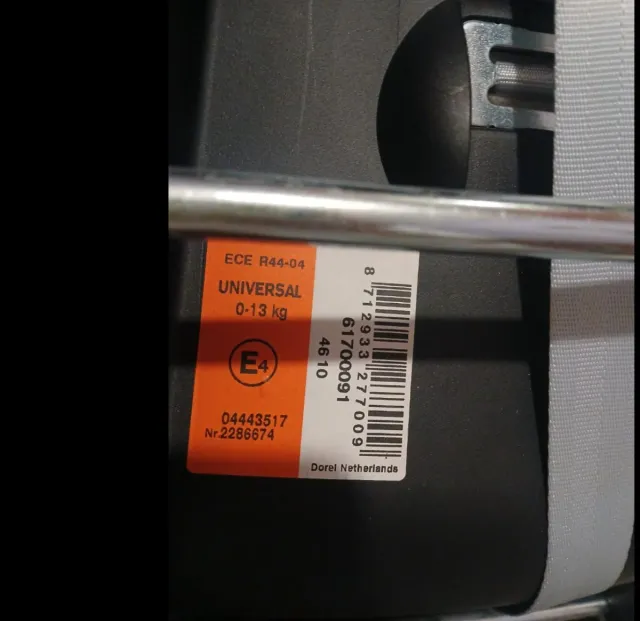 ECE R44-04
UNIVERSAL
0-13 kg
E4
04443517
Nr.2286674
8 712933 277009
61700091
4610
Dorel Netherlands